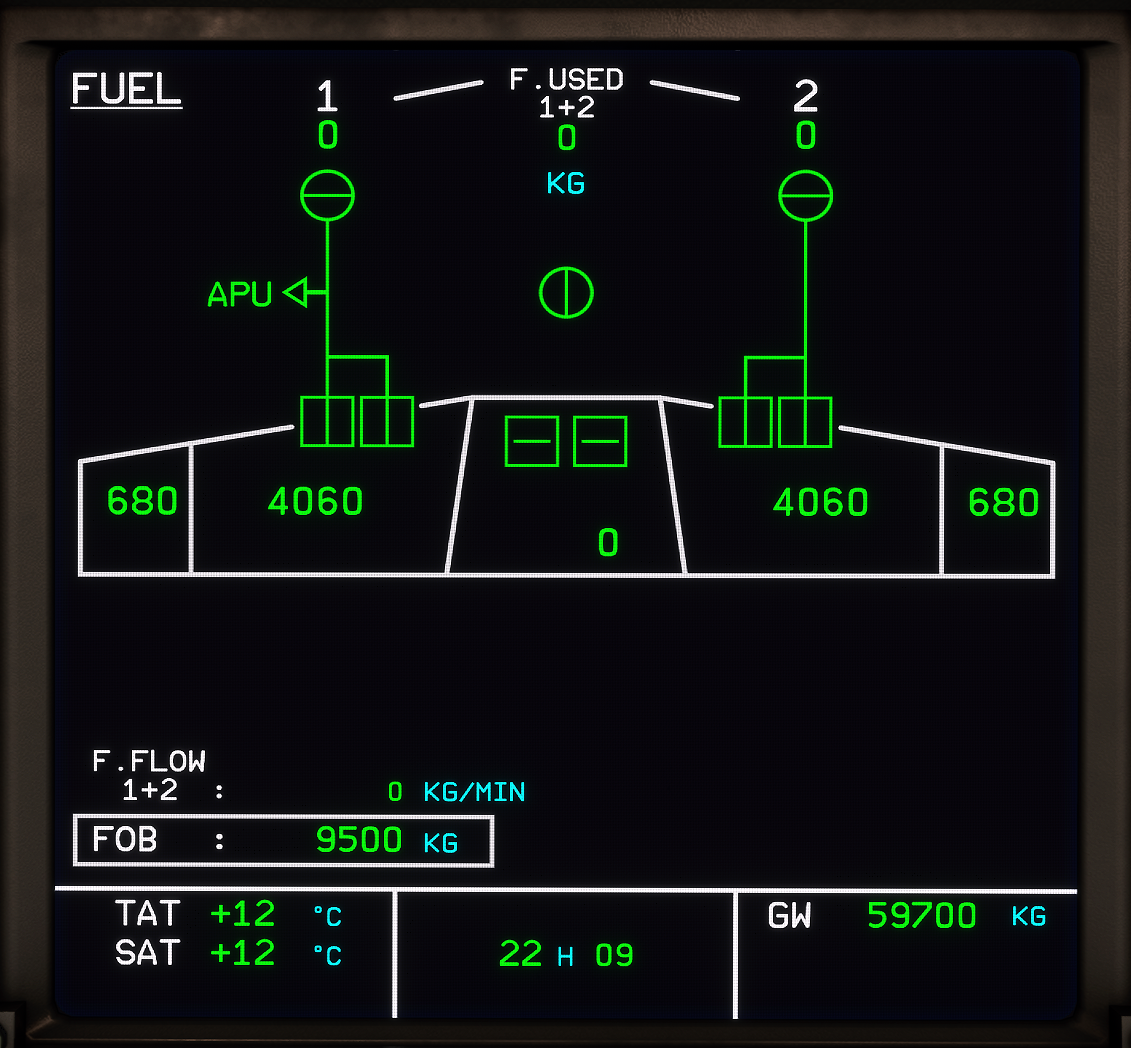 FUEL
1 F.USED 2
1+2
0 0 0
KG
APU
680 4060 4060 680
0
F.FLOW
1+2 : 0 KG/MIN
FOB : 9500 KG
TAT +12 °C GW 59700 KG
SAT +12 °C 22 H 09